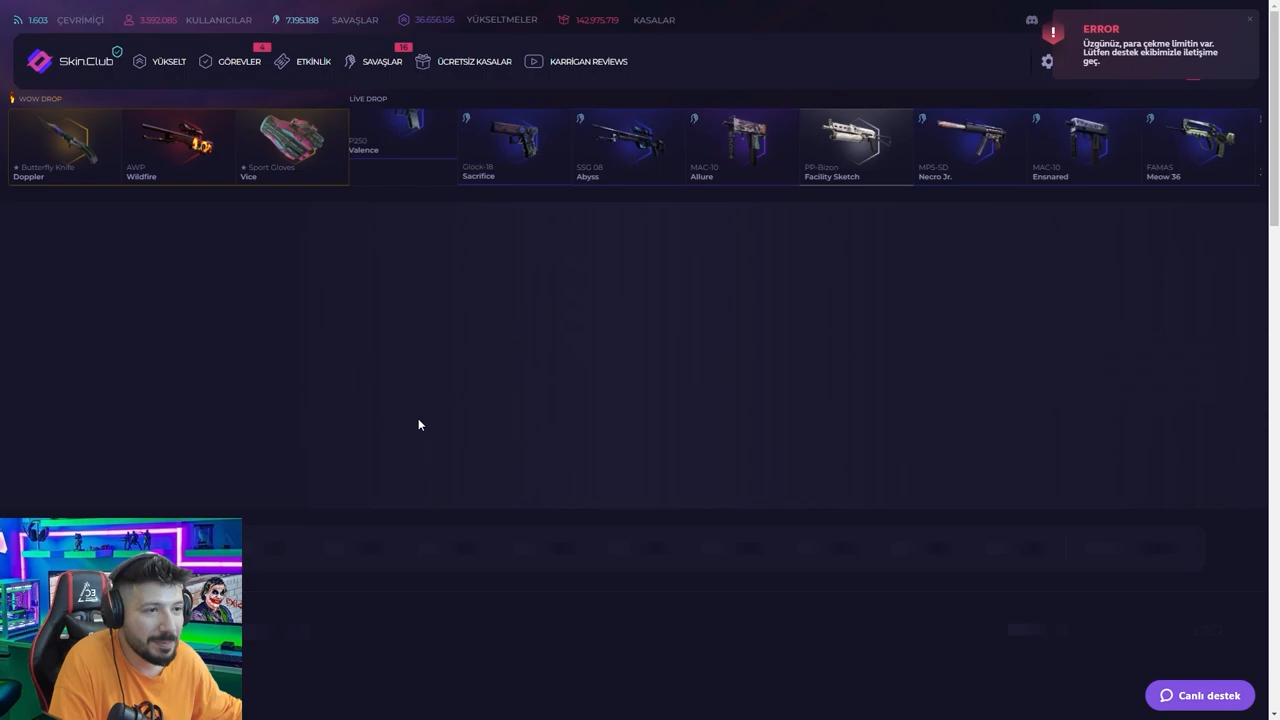 1.603 ÇEVRİMİÇİ 3.592.085 KULLANICILAR 7.195.188 SAVAŞLAR 36.656.156 YÜKSELTMELER 142.975.719 KASALAR
ERROR
Üzgünüz, para çekme limitin var.
Lütfen destek ekibimizle iletişime
geç.
Skin.Club YÜKSELT GÖREVLER 4 ETKİNLİK SAVAŞLAR 16 ÜCRETSİZ KASALAR KARRİGAN REVİEWS
WOW DROP
LİVE DROP
★ Butterfly Knife
Doppler
AWP
Wildfire
★ Sport Gloves
Vice
P250
Valence
Glock-18
Sacrifice
SSG 08
Abyss
MAC-10
Allure
PP-Bizon
Facility Sketch
MP5-SD
Necro Jr.
MAC-10
Ensnared
FAMAS
Meow 36
Canlı destek